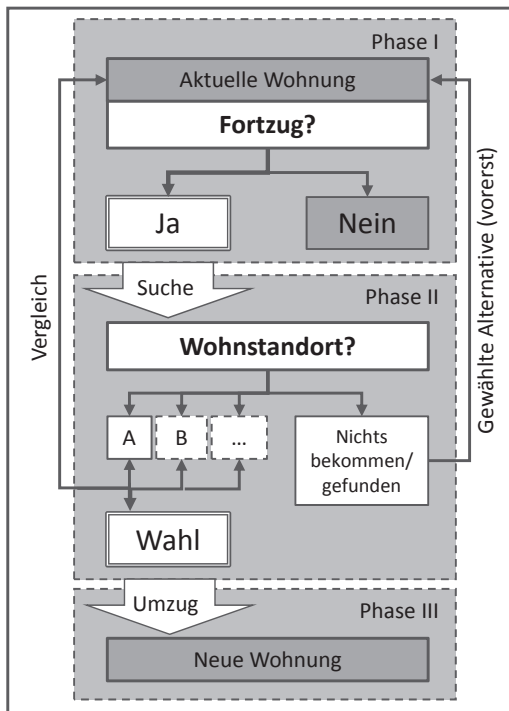 Phase I
Aktuelle Wohnung
Fortzug?
Ja
Nein
Suche
Vergleich
Gewählte Alternative (vorerst)
Phase II
Wohnstandort?
A
B
...
Nichts
bekommen/
gefunden
Wahl
Umzug
Phase III
Neue Wohnung